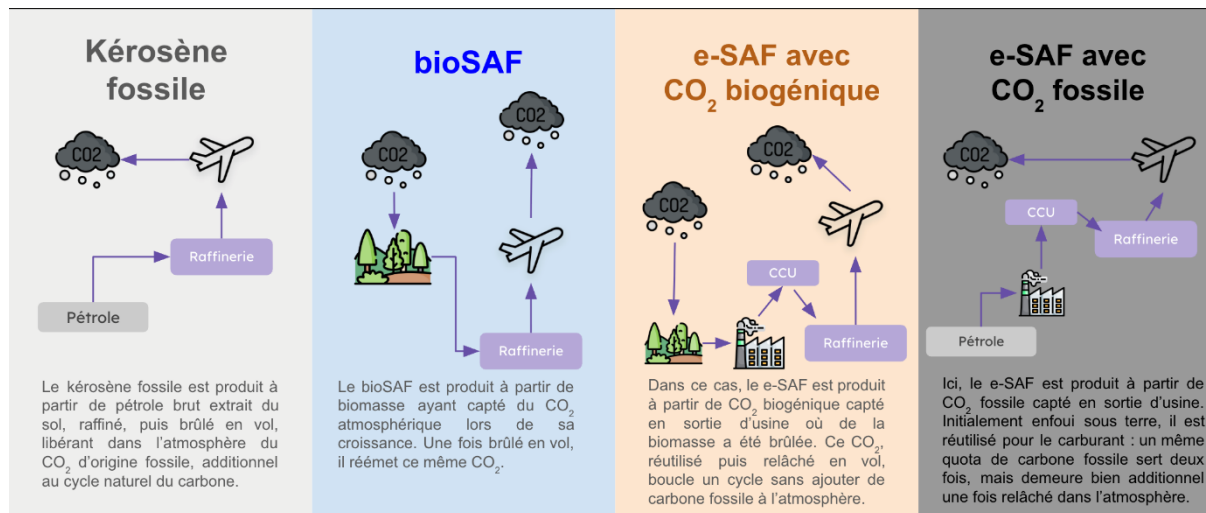 Kérosène
fossile
CO2
Raffinerie
Pétrole
Le kérosène fossile est produit à
partir de pétrole brut extrait du
sol, raffiné, puis brûlé en vol,
libérant dans l’atmosphère du
CO₂ d’origine fossile, additionnel
au cycle naturel du carbone.
bioSAF
CO2
CO2
Raffinerie
Le bioSAF est produit à partir de
biomasse ayant capté du CO₂
atmosphérique lors de sa
croissance. Une fois brûlé en vol,
il réémet ce même CO₂.
e-SAF avec
CO₂ biogénique
CO2
CO2
CCU
Raffinerie
Dans ce cas, le e-SAF est produit
à partir de CO₂ biogénique capté
en sortie d’usine où de la
biomasse a été brûlée. Ce CO₂,
réutilisé puis relâché en vol,
boucle un cycle sans ajouter de
carbone fossile à l’atmosphère.
e-SAF avec
CO₂ fossile
CO2
CCU
Raffinerie
Pétrole
Ici, le e-SAF est produit à partir de
CO₂ fossile capté en sortie d’usine.
Initialement enfoui sous terre, il est
réutilisé pour le carburant : un même
quota de carbone fossile sert deux
fois, mais demeure bien additionnel
une fois relâché dans l’atmosphère.